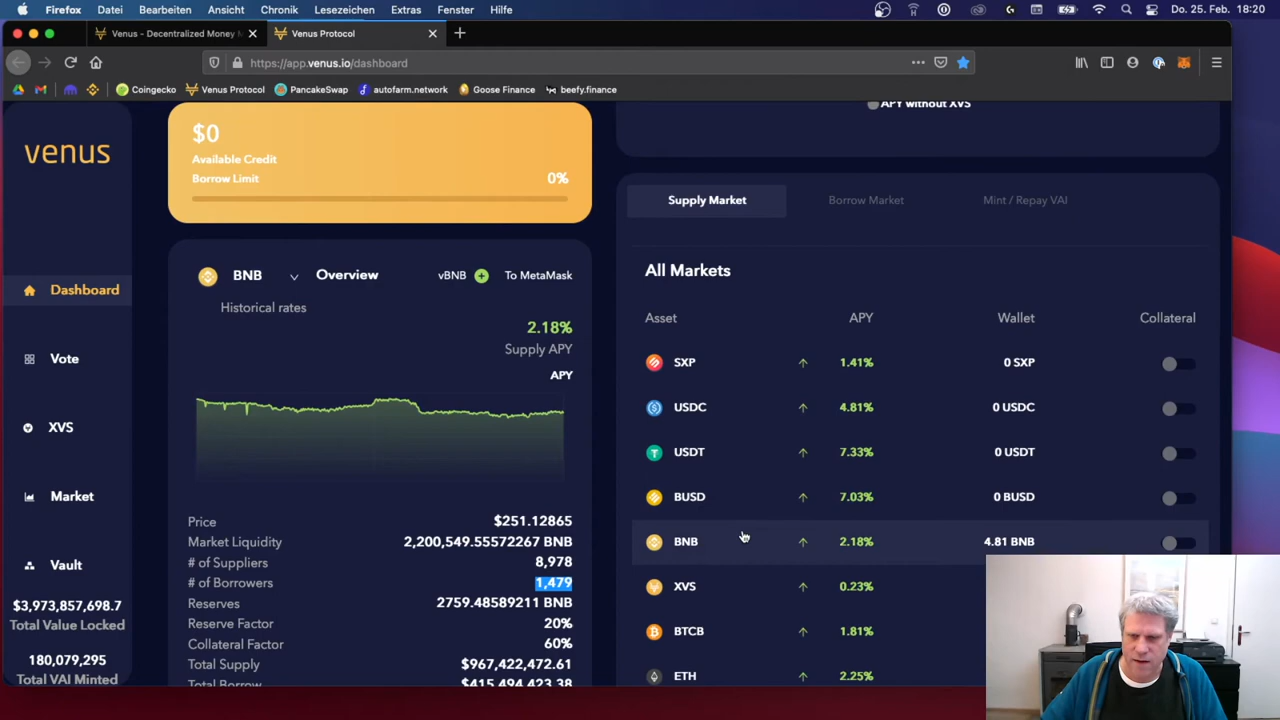 Firefox Datei Bearbeiten Ansicht Chronik Lesezeichen Extras Fenster Hilfe Do. 25. Feb. 18:20
Venus - Decentralized Money M
Venus Protocol
https://app.venus.io/dashboard
Coingecko Venus Protocol PancakeSwap autofarm.network Goose Finance beefy.finance
venus
Dashboard
Vote
XVS
Market
Vault
$3,973,857,698.7
Total Value Locked
180,079,295
Total VAI Minted
$0
Available Credit
Borrow Limit 0%
BNB Overview vBNB To MetaMask
Historical rates
2.18%
Supply APY
APY
Price $251.12865
Market Liquidity 2,200,549.55572267 BNB
# of Suppliers 8,978
# of Borrowers 1,479
Reserves 2759.48589211 BNB
Reserve Factor 20%
Collateral Factor 60%
Total Supply $967,422,472.61
Total Borrow $415,494,423.38
APY without XVS
Supply Market Borrow Market Mint / Repay VAI
All Markets
Asset APY Wallet Collateral
SXP 1.41% 0 SXP
USDC 4.81% 0 USDC
USDT 7.33% 0 USDT
BUSD 7.03% 0 BUSD
BNB 2.18% 4.81 BNB
XVS 0.23%
BTCB 1.81%
ETH 2.25%